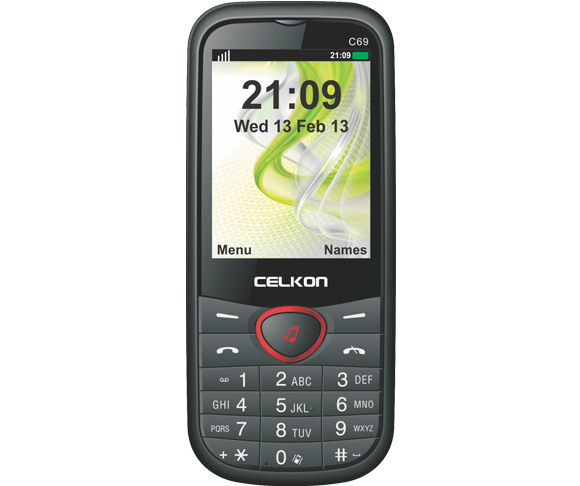 C69
21:09
21:09
Wed 13 Feb 13
Menu Names
CELKON
1 2 ABC 3 DEF
GHI 4 5 JKL 6 MNO
PQRS 7 8 TUV 9 WXYZ
+ * 0 #